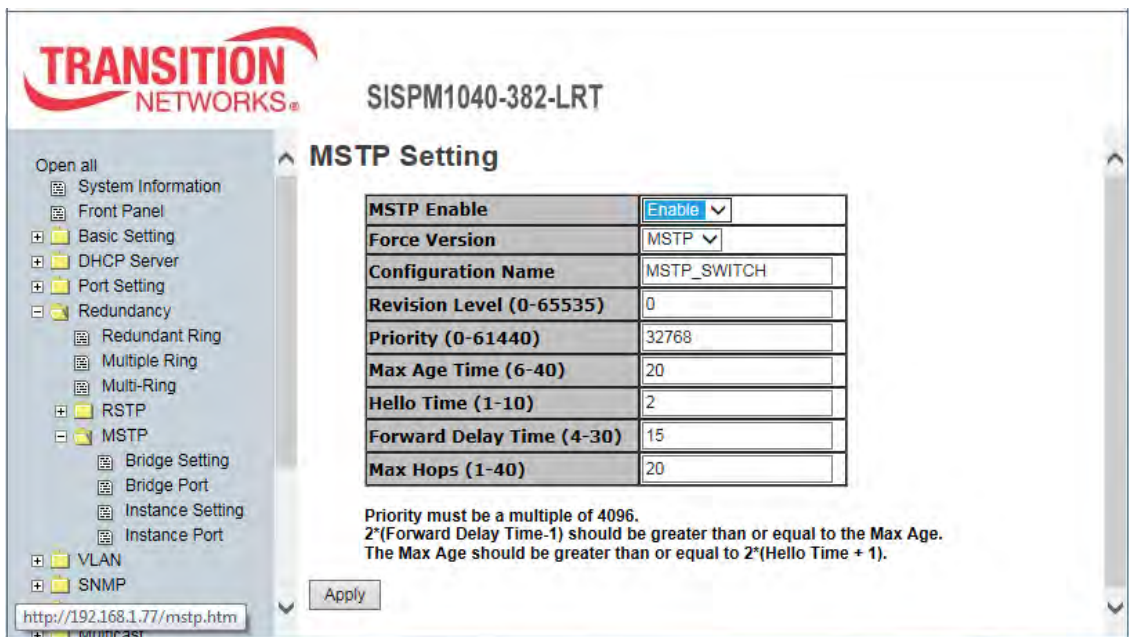 TRANSITION
NETWORKS®
SISPM1040-382-LRT
Open all
System Information
Front Panel
Basic Setting
DHCP Server
Port Setting
Redundancy
Redundant Ring
Multiple Ring
Multi-Ring
RSTP
MSTP
Bridge Setting
Bridge Port
Instance Setting
Instance Port
VLAN
SNMP
http://192.168.1.77/mstp.htm
Multicast
MSTP Setting
MSTP Enable Enable
Force Version MSTP
Configuration Name MSTP_SWITCH
Revision Level (0-65535) 0
Priority (0-61440) 32768
Max Age Time (6-40) 20
Hello Time (1-10) 2
Forward Delay Time (4-30) 15
Max Hops (1-40) 20
Priority must be a multiple of 4096.
2*(Forward Delay Time-1) should be greater than or equal to the Max Age.
The Max Age should be greater than or equal to 2*(Hello Time + 1).
Apply